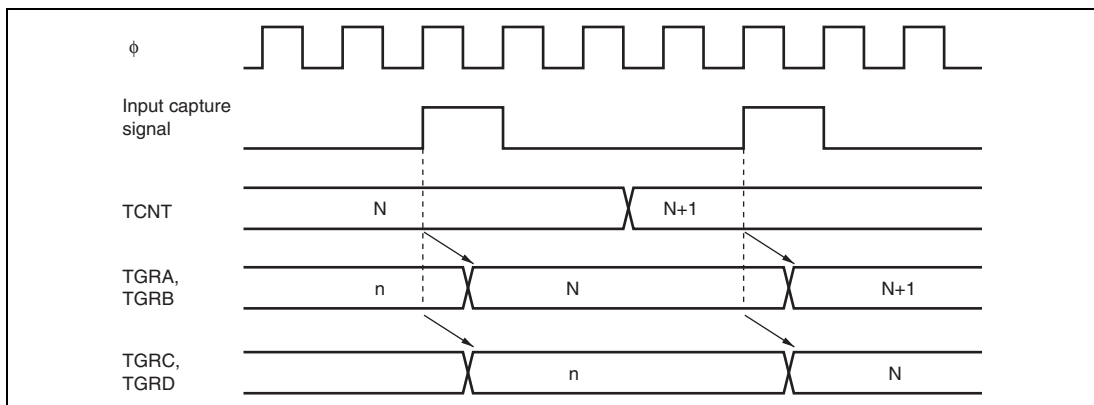 ϕ
Input capture
signal
TCNT
N
N+1
TGRA,
TGRB
n
N
N+1
TGRC,
TGRD
n
N